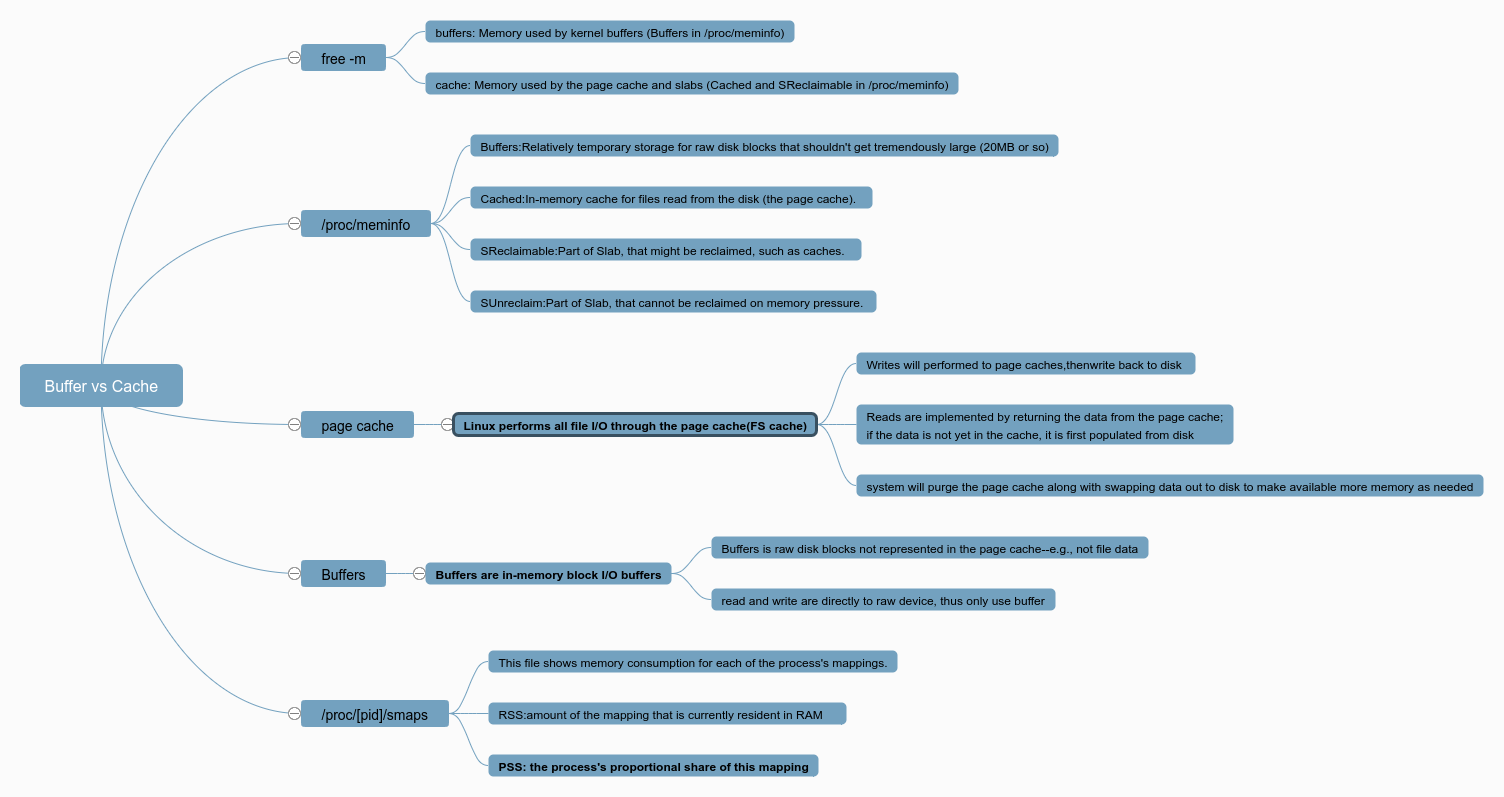 Buffer vs Cache
free -m
buffers: Memory used by kernel buffers (Buffers in /proc/meminfo)
cache: Memory used by the page cache and slabs (Cached and SReclaimable in /proc/meminfo)
/proc/meminfo
Buffers:Relatively temporary storage for raw disk blocks that shouldn't get tremendously large (20MB or so)
Cached:In-memory cache for files read from the disk (the page cache).
SReclaimable:Part of Slab, that might be reclaimed, such as caches.
SUnreclaim:Part of Slab, that cannot be reclaimed on memory pressure.
page cache
Linux performs all file I/O through the page cache(FS cache)
Writes will performed to page caches,thenwrite back to disk
Reads are implemented by returning the data from the page cache;
if the data is not yet in the cache, it is first populated from disk
system will purge the page cache along with swapping data out to disk to make available more memory as needed
Buffers
Buffers are in-memory block I/O buffers
Buffers is raw disk blocks not represented in the page cache--e.g., not file data
read and write are directly to raw device, thus only use buffer
/proc/[pid]/smaps
This file shows memory consumption for each of the process's mappings.
RSS:amount of the mapping that is currently resident in RAM
PSS: the process's proportional share of this mapping